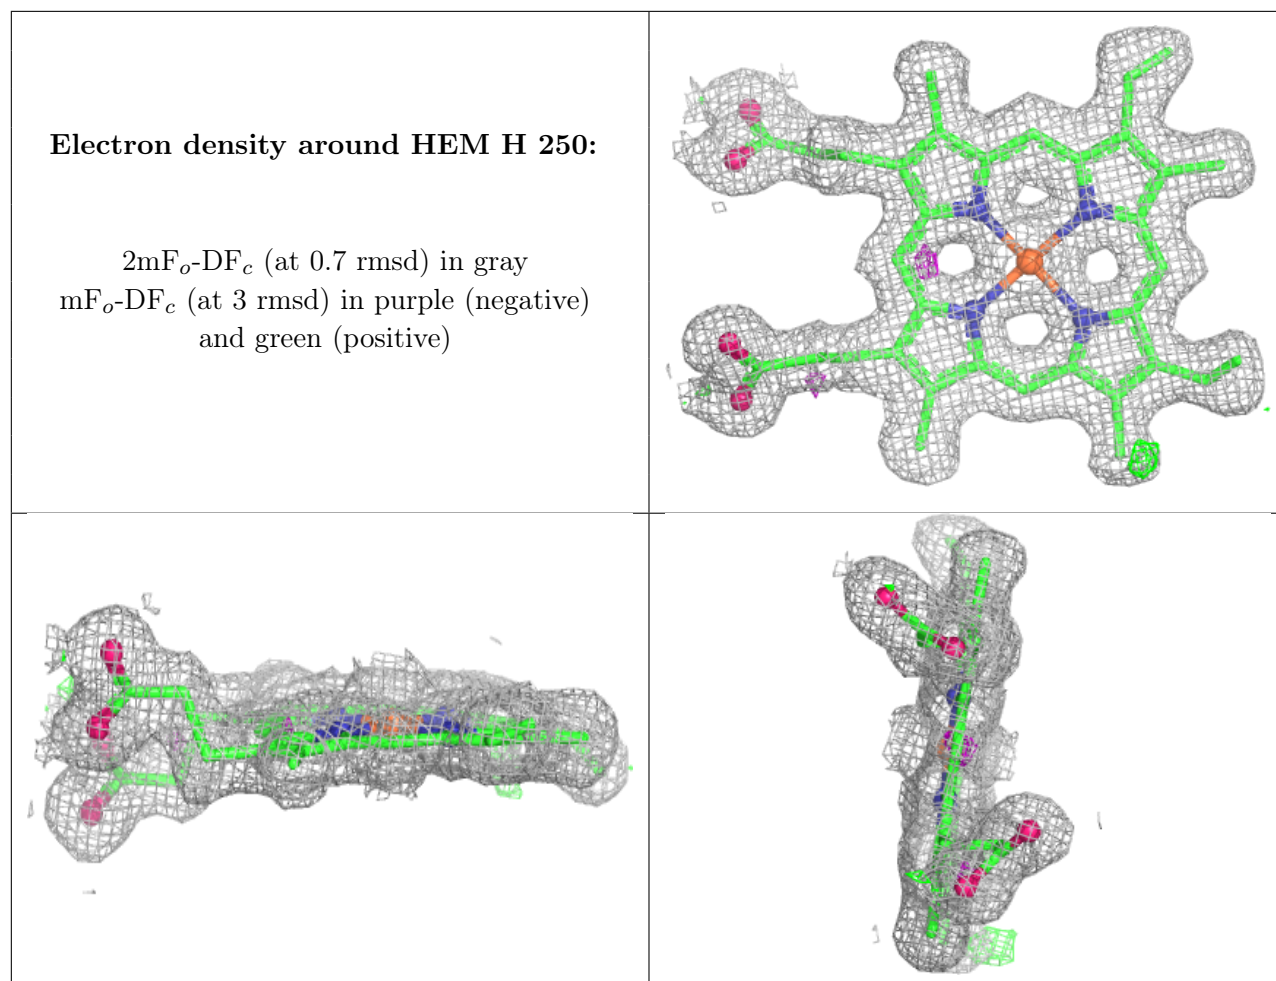 Electron density around HEM H 250:
2mFo-DFc (at 0.7 rmsd) in gray
mFo-DFc (at 3 rmsd) in purple (negative)
and green (positive)